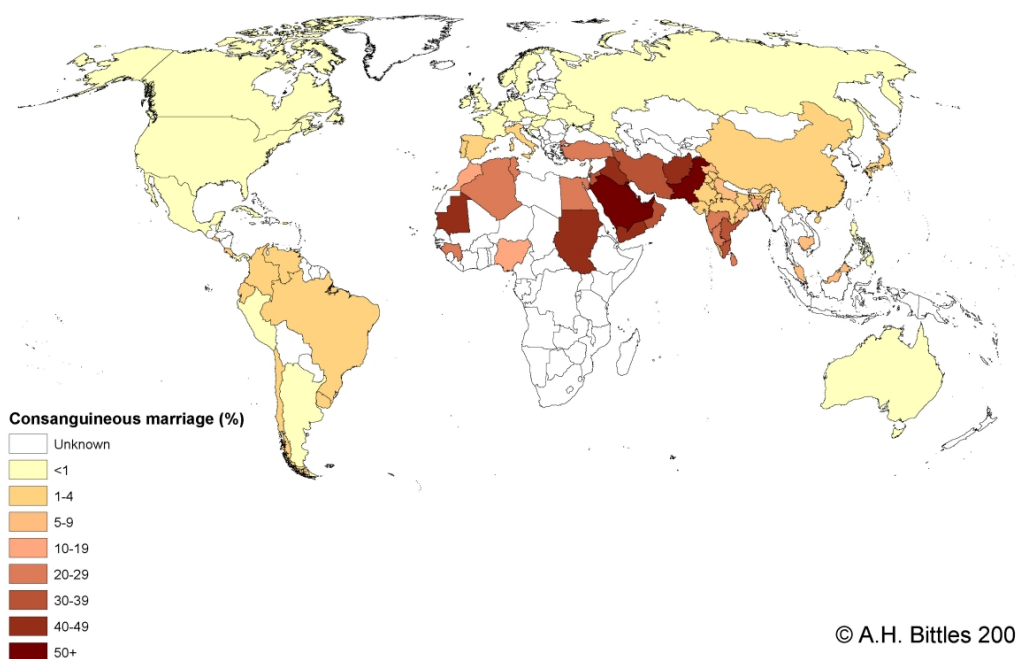 Consanguineous marriage (%)
Unknown
<1
1-4
5-9
10-19
20-29
30-39
40-49
50+
© A.H. Bittles 200